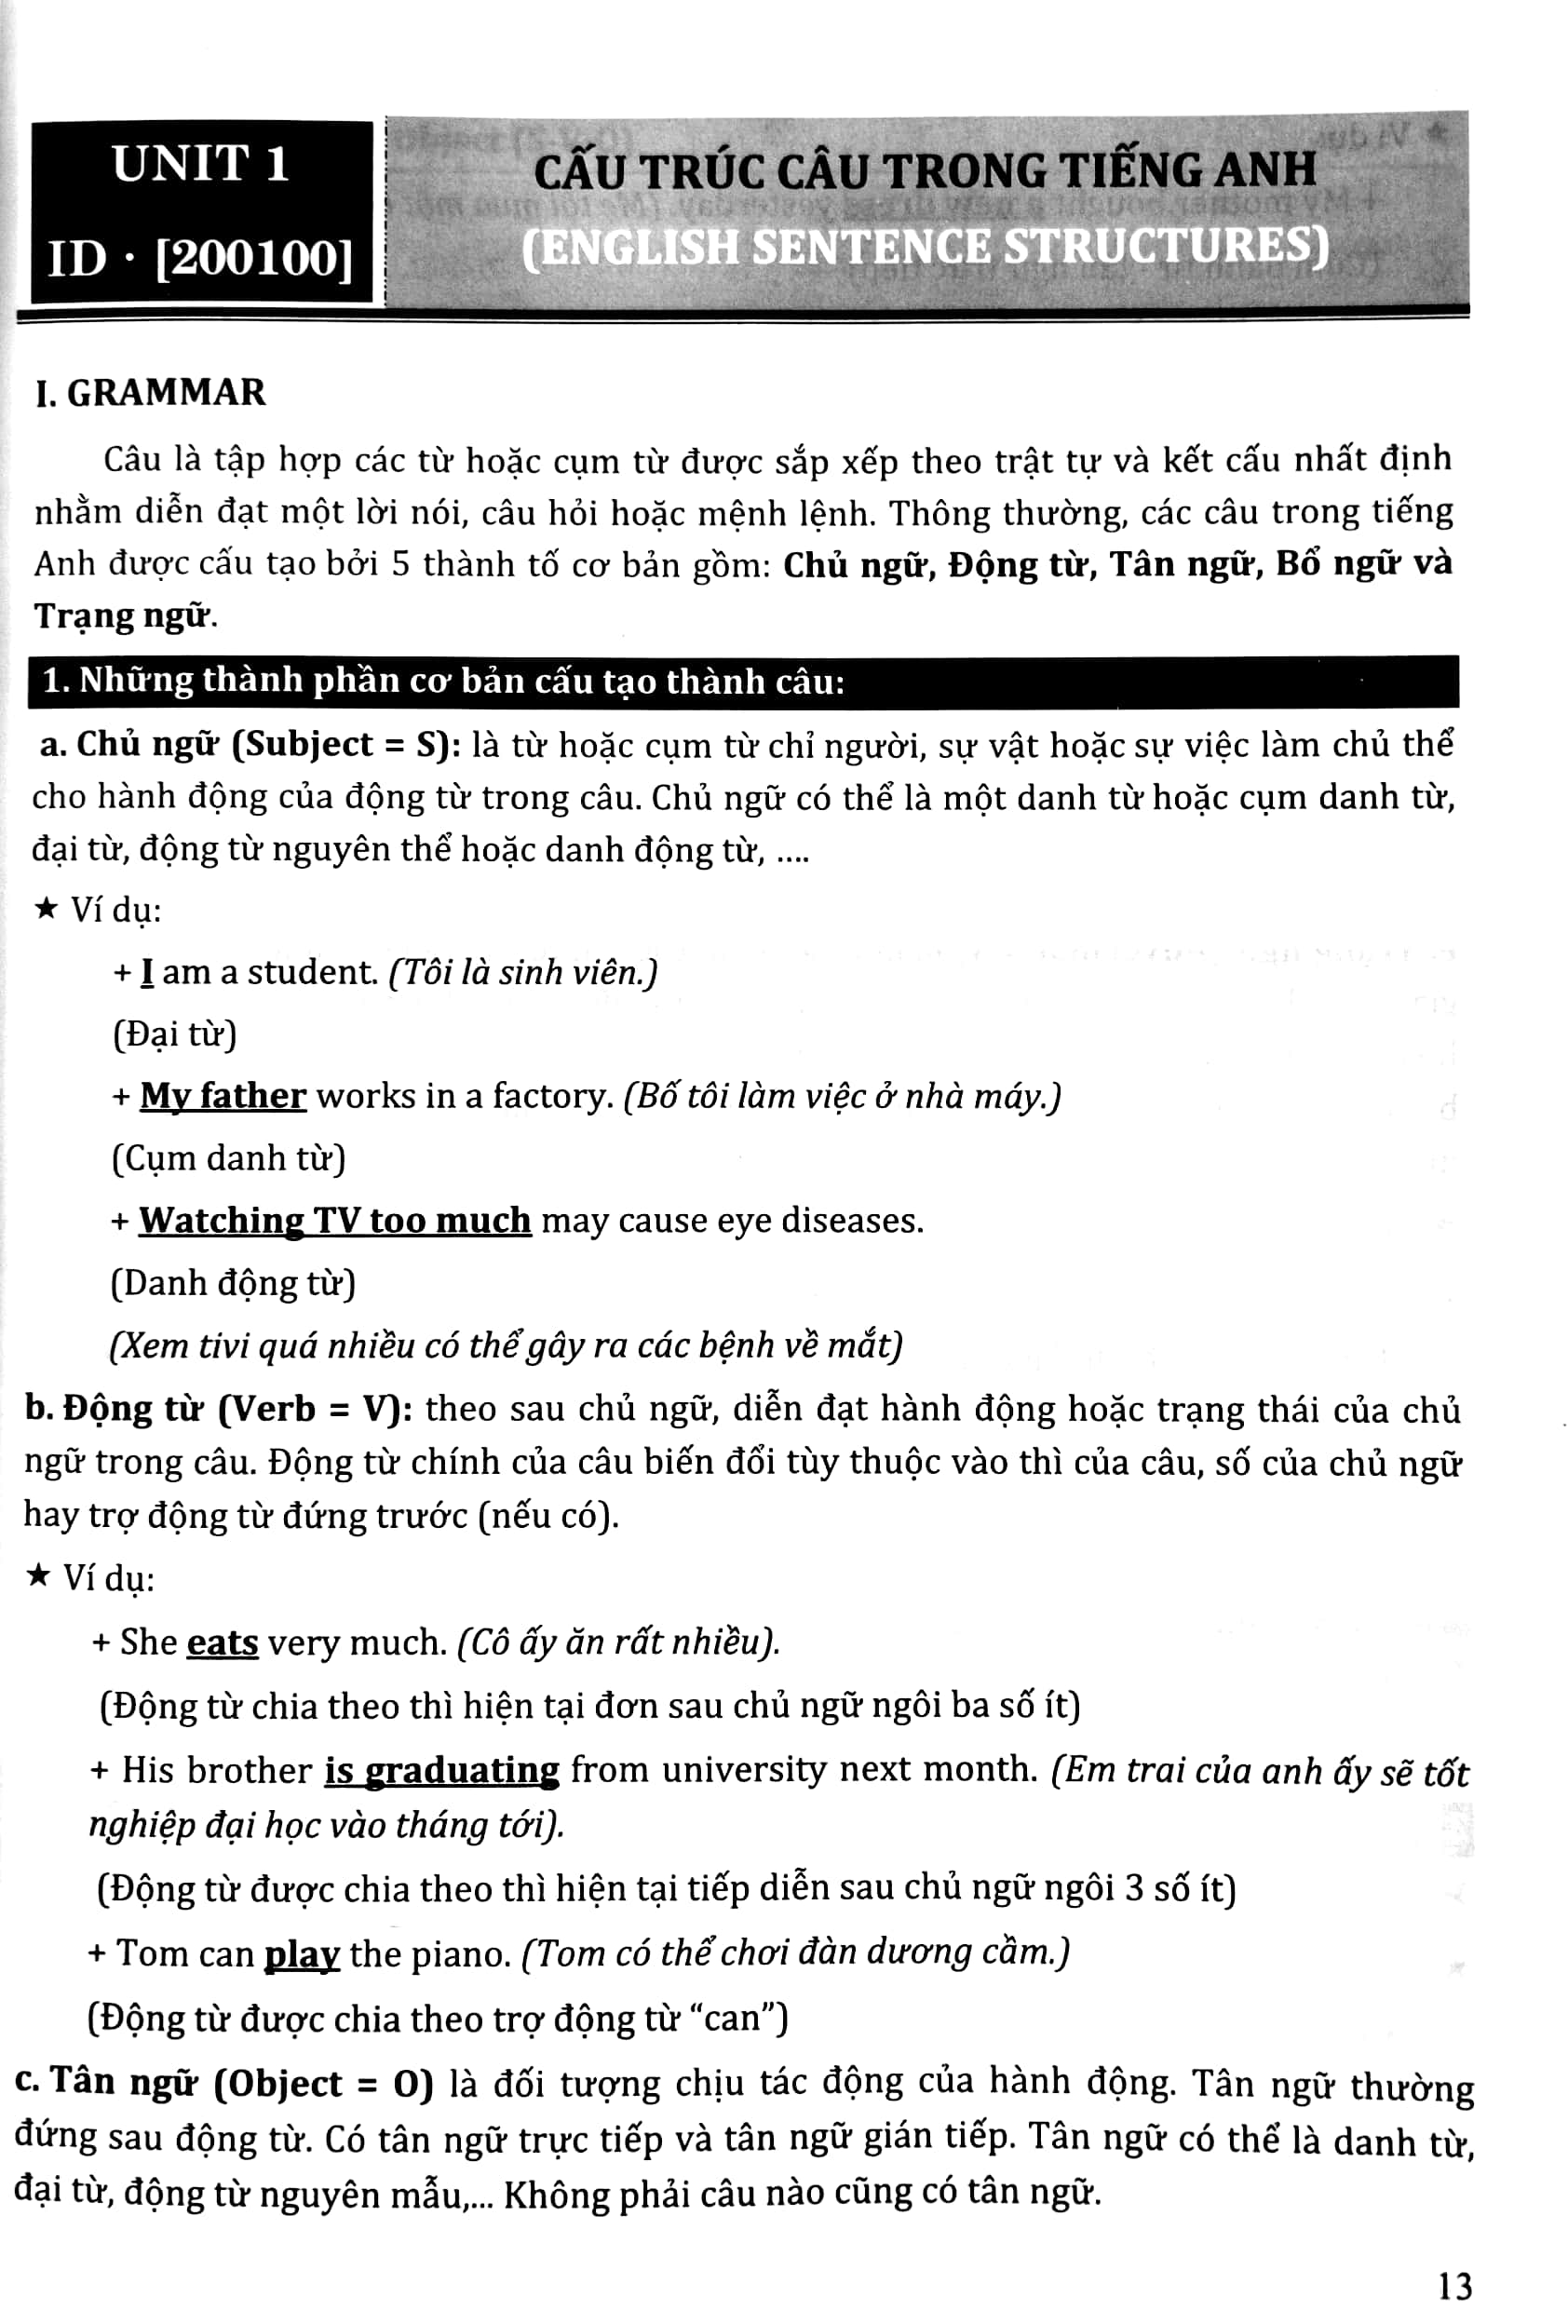 UNIT 1
ID · [200100]
CẤU TRÚC CÂU TRONG TIẾNG ANH
(ENGLISH SENTENCE STRUCTURES)
I. GRAMMAR
Câu là tập hợp các từ hoặc cụm từ được sắp xếp theo trật tự và kết cấu nhất định
nhằm diễn đạt một lời nói, câu hỏi hoặc mệnh lệnh. Thông thường, các câu trong tiếng
Anh được cấu tạo bởi 5 thành tố cơ bản gồm: Chủ ngữ, Động từ, Tân ngữ, Bổ ngữ và
Trạng ngữ.
1. Những thành phần cơ bản cấu tạo thành câu:
a. Chủ ngữ (Subject = S): là từ hoặc cụm từ chỉ người, sự vật hoặc sự việc làm chủ thể
cho hành động của động từ trong câu. Chủ ngữ có thể là một danh từ hoặc cụm danh từ,
đại từ, động từ nguyên thể hoặc danh động từ, ....
★ Ví dụ:
+ I am a student. (Tôi là sinh viên.)
(Đại từ)
+ My father works in a factory. (Bố tôi làm việc ở nhà máy.)
(Cụm danh từ)
+ Watching TV too much may cause eye diseases.
(Danh động từ)
(Xem tivi quá nhiều có thể gây ra các bệnh về mắt)
b. Động từ (Verb = V): theo sau chủ ngữ, diễn đạt hành động hoặc trạng thái của chủ
ngữ trong câu. Động từ chính của câu biến đổi tùy thuộc vào thì của câu, số của chủ ngữ
hay trợ động từ đứng trước (nếu có).
★ Ví dụ:
+ She eats very much. (Cô ấy ăn rất nhiều).
(Động từ chia theo thì hiện tại đơn sau chủ ngữ ngôi ba số ít)
+ His brother is graduating from university next month. (Em trai của anh ấy sẽ tốt
nghiệp đại học vào tháng tới).
(Động từ được chia theo thì hiện tại tiếp diễn sau chủ ngữ ngôi 3 số ít)
+ Tom can play the piano. (Tom có thể chơi đàn dương cầm.)
(Động từ được chia theo trợ động từ “can”)
c. Tân ngữ (Object = O) là đối tượng chịu tác động của hành động. Tân ngữ thường
đứng sau động từ. Có tân ngữ trực tiếp và tân ngữ gián tiếp. Tân ngữ có thể là danh từ,
đại từ, động từ nguyên mẫu,... Không phải câu nào cũng có tân ngữ.
13